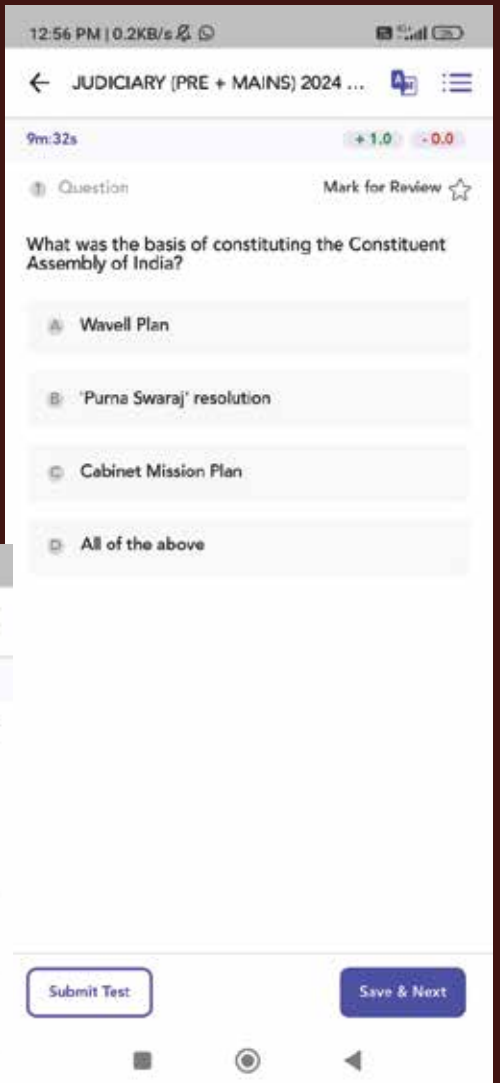 12:56 PM | 0.2KB/s
JUDICIARY (PRE + MAINS) 2024 ...
9m:32s
+ 1.0
- 0.0
1 Question
Mark for Review
What was the basis of constituting the Constituent
Assembly of India?
A Wavell Plan
B 'Purna Swaraj' resolution
C Cabinet Mission Plan
D All of the above
Submit Test
Save & Next